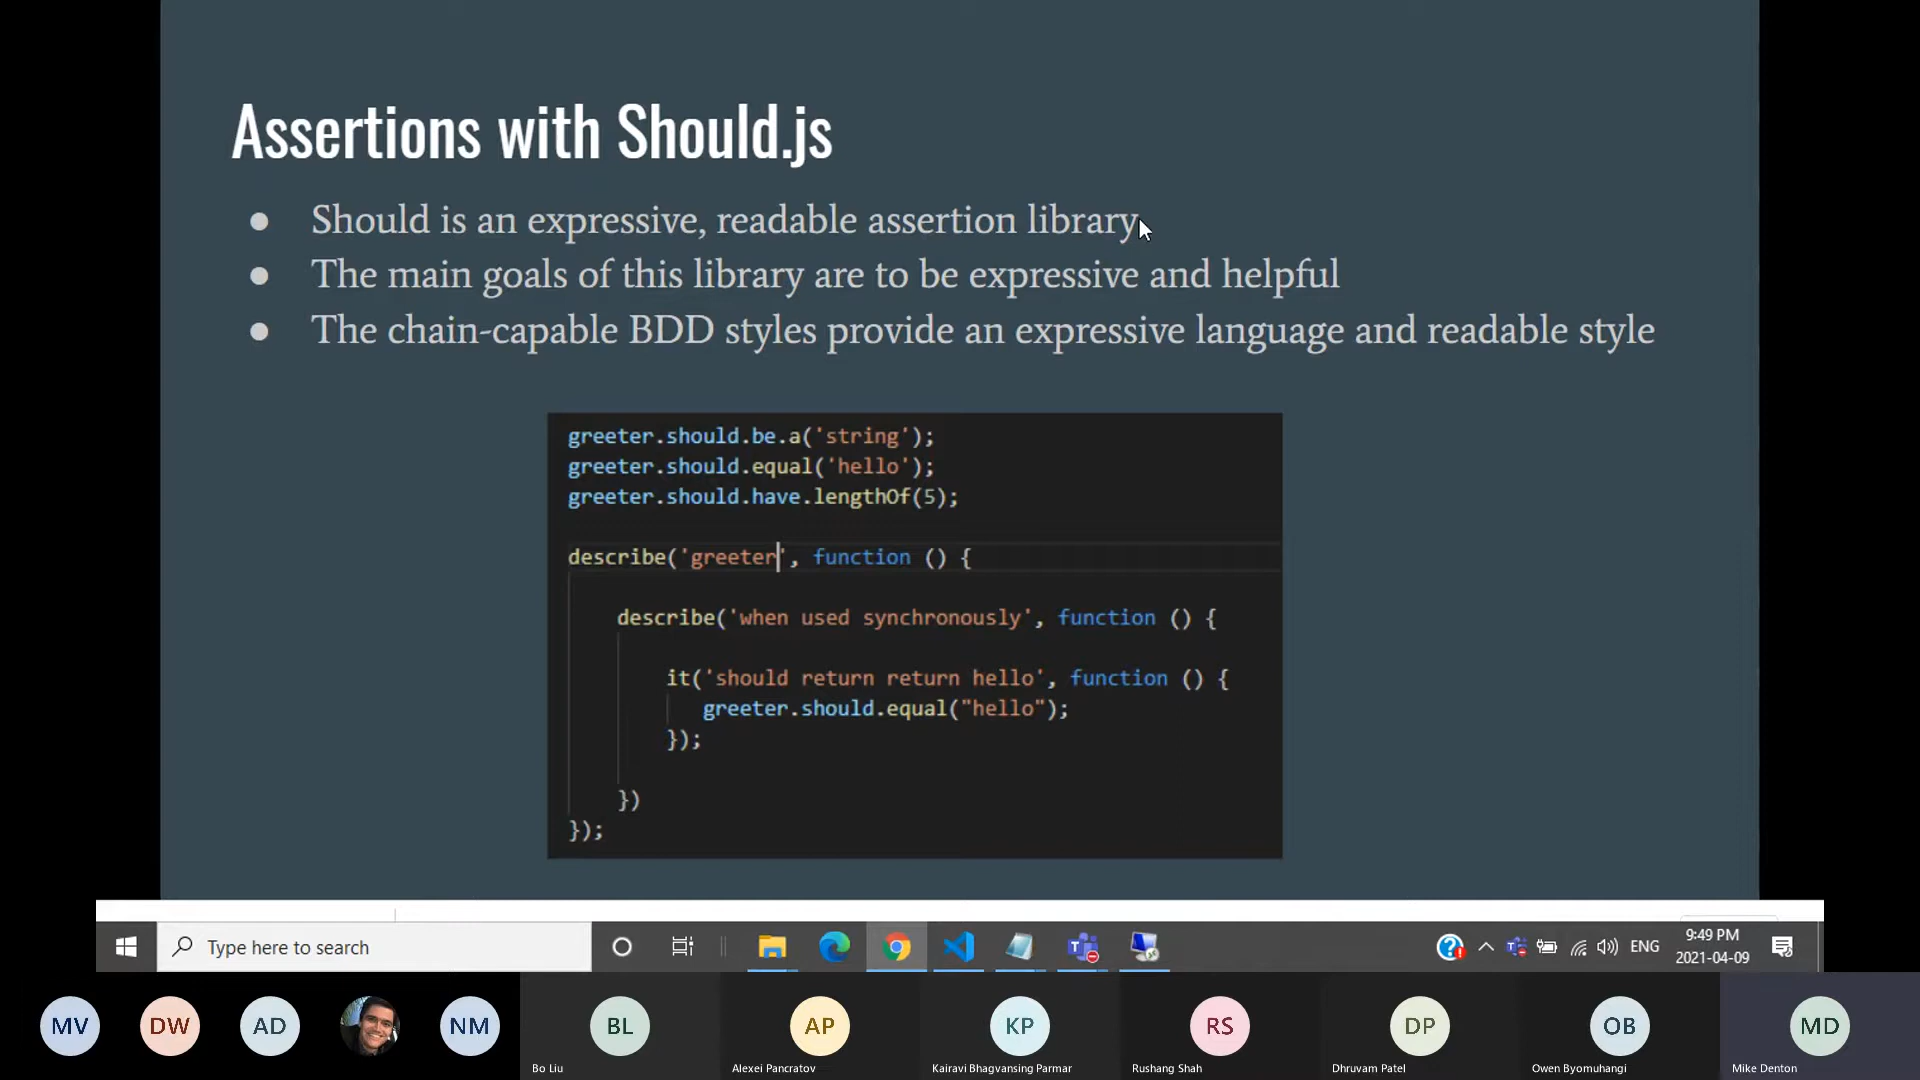 Assertions with Should.js
● Should is an expressive, readable assertion library
● The main goals of this library are to be expressive and helpful
● The chain-capable BDD styles provide an expressive language and readable style
greeter.should.be.a('string');
greeter.should.equal('hello');
greeter.should.have.lengthOf(5);
describe('greeter', function () {
describe('when used synchronously', function () {
it('should return return hello', function () {
greeter.should.equal("hello");
});
})
});
Type here to search
ENG
9:49 PM
2021-04-09
MV DW AD NM BL AP KP RS DP OB MD
Bo Liu Alexei Pancratov Kairavi Bhagvansing Parmar Rushang Shah Dhruvam Patel Owen Byomuhangi Mike Denton